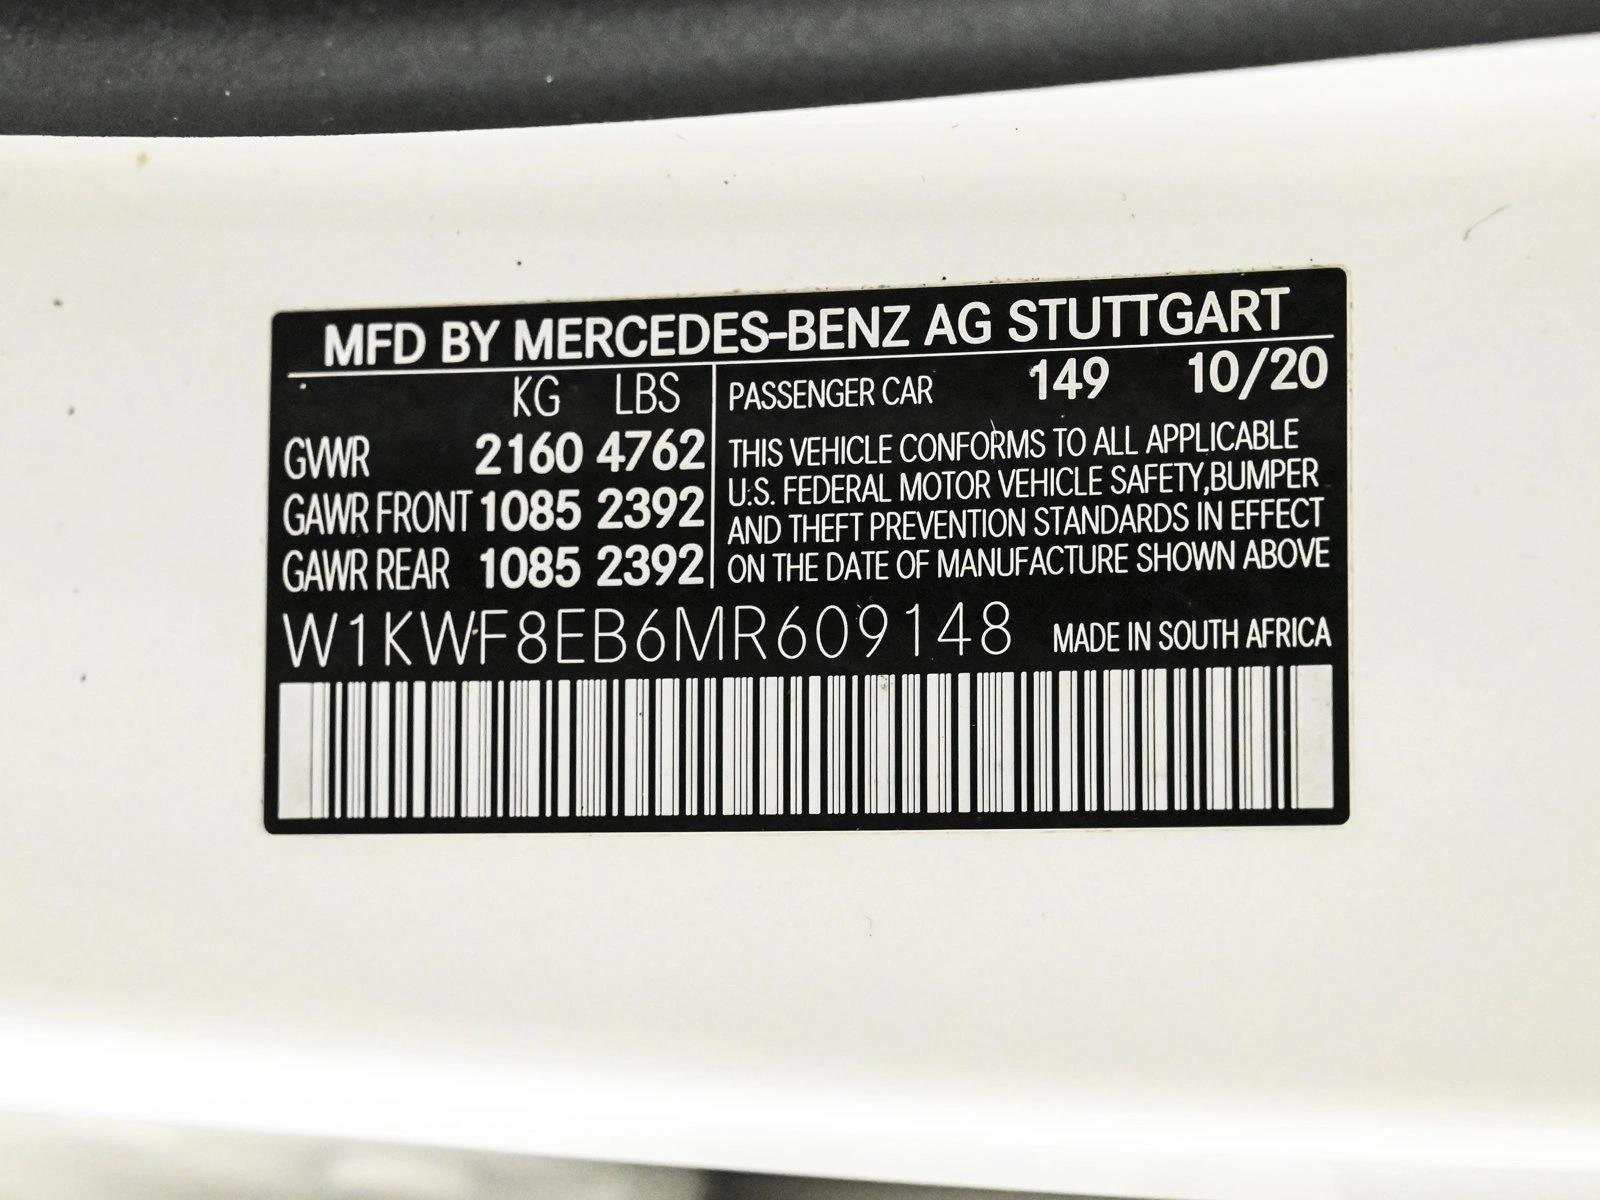 MFD BY MERCEDES-BENZ AG STUTTGART
KG LBS
GVWR 2160 4762
GAWR FRONT 1085 2392
GAWR REAR 1085 2392
PASSENGER CAR 149 10/20
THIS VEHICLE CONFORMS TO ALL APPLICABLE
U.S. FEDERAL MOTOR VEHICLE SAFETY,BUMPER
AND THEFT PREVENTION STANDARDS IN EFFECT
ON THE DATE OF MANUFACTURE SHOWN ABOVE
W1KWF8EB6MR609148 MADE IN SOUTH AFRICA